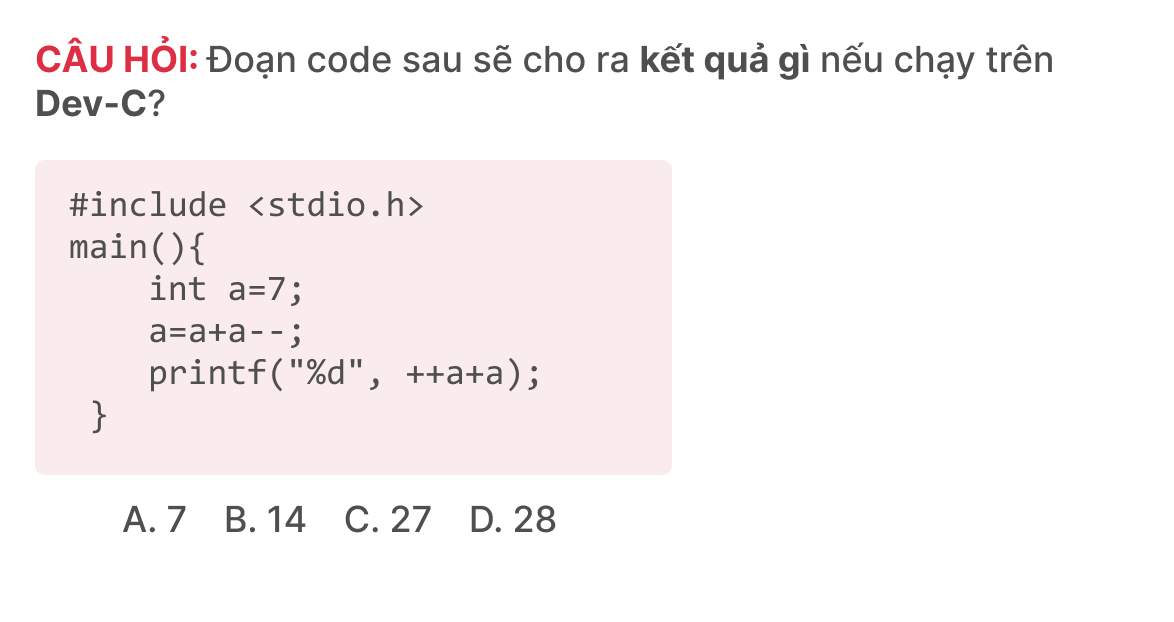 CÂU HỎI: Đoạn code sau sẽ cho ra kết quả gì nếu chạy trên
Dev-C?
#include <stdio.h>
main(){
    int a=7;
    a=a+a--;
    printf("%d", ++a+a);
 }
A. 7 B. 14 C. 27 D. 28